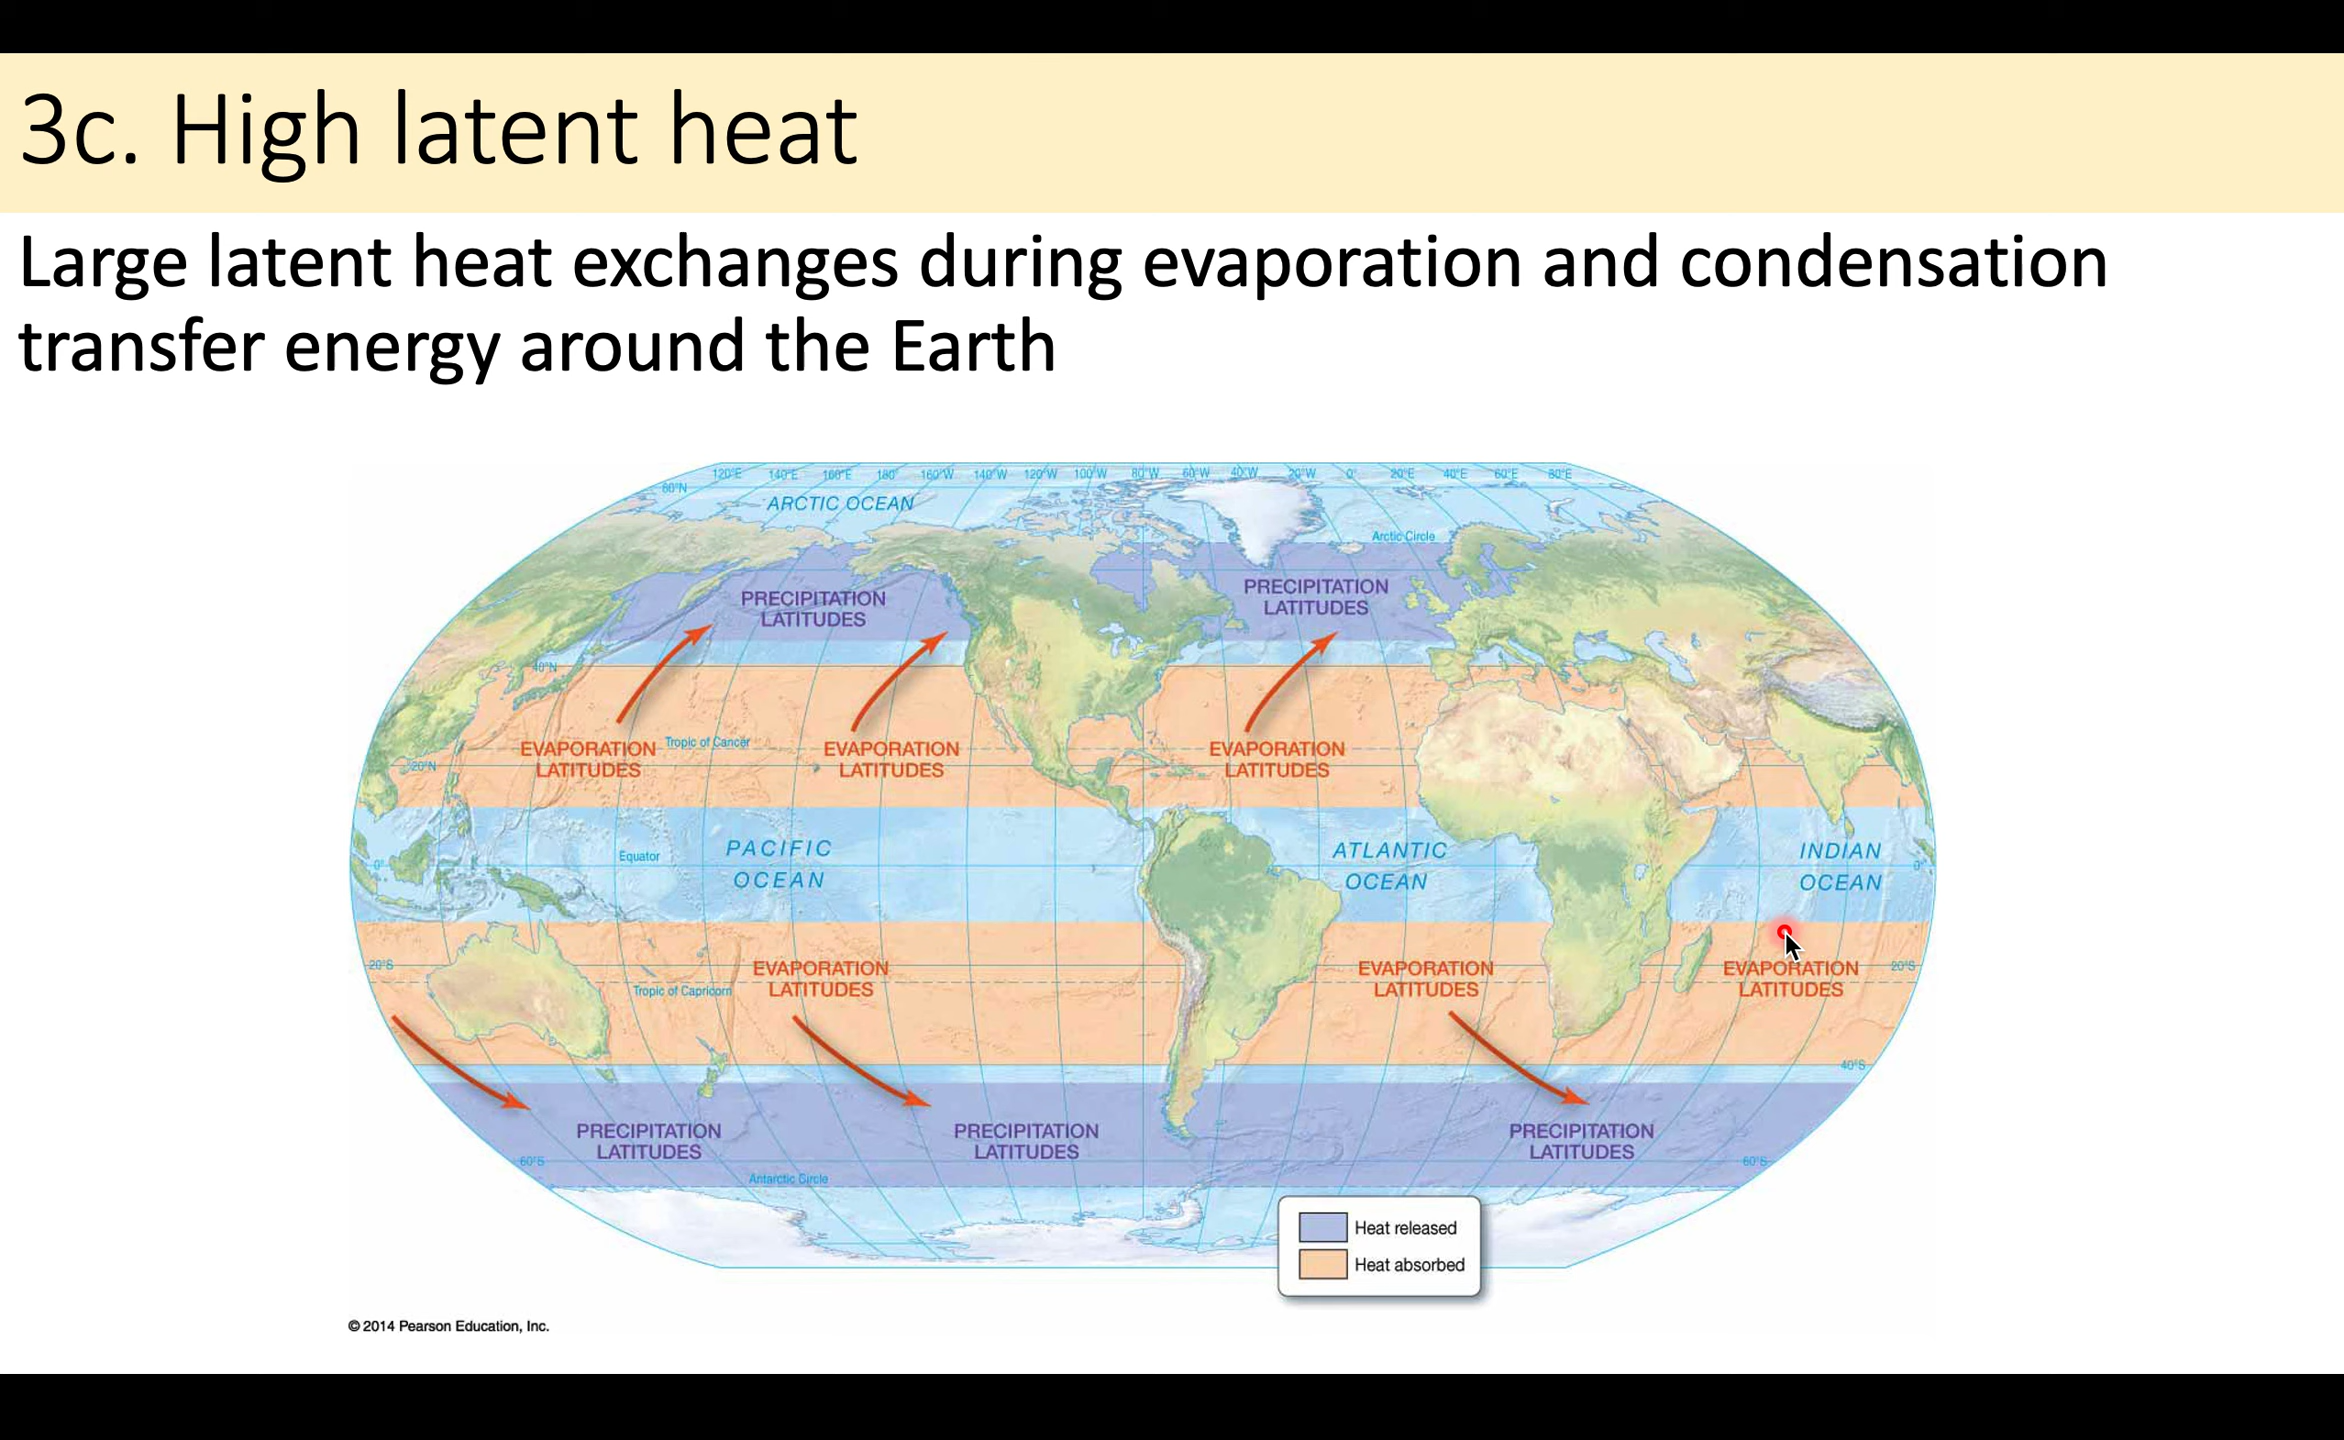 3c. High latent heat
Large latent heat exchanges during evaporation and condensation
transfer energy around the Earth
120°E 140°E 160°E 180° 160°W 140°W 120°W 100°W 80°W 60°W 40°W 20°W 0° 20°E 40°E 60°E 80°E
80°N
ARCTIC OCEAN
Arctic Circle
PRECIPITATION
LATITUDES
PRECIPITATION
LATITUDES
40°N
EVAPORATION
LATITUDES
Tropic of Cancer
EVAPORATION
LATITUDES
EVAPORATION
LATITUDES
20°N
PACIFIC
OCEAN
Equator
ATLANTIC
OCEAN
INDIAN
OCEAN
0°
0°
20°S
EVAPORATION
LATITUDES
Tropic of Capricorn
EVAPORATION
LATITUDES
EVAPORATION
LATITUDES
20°S
40°S
PRECIPITATION
LATITUDES
PRECIPITATION
LATITUDES
PRECIPITATION
LATITUDES
60°S
60°S
Antarctic Circle
Heat released
Heat absorbed
© 2014 Pearson Education, Inc.